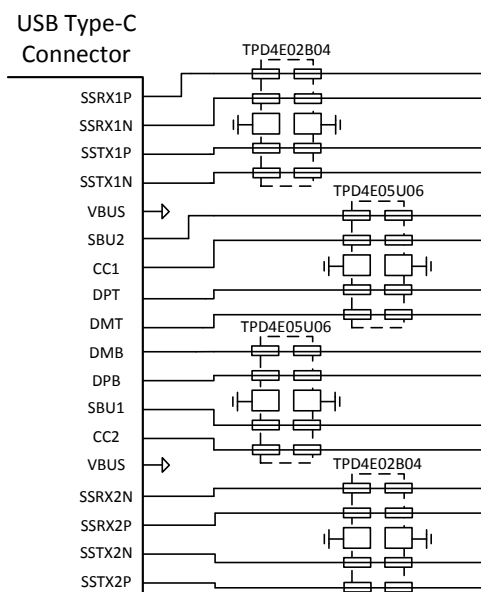 USB Type-C
Connector
TPD4E02B04
SSRX1P
SSRX1N
SSTX1P
SSTX1N
TPD4E05U06
VBUS
SBU2
CC1
DPT
DMT
TPD4E05U06
DMB
DPB
SBU1
CC2
VBUS
TPD4E02B04
SSRX2N
SSRX2P
SSTX2N
SSTX2P